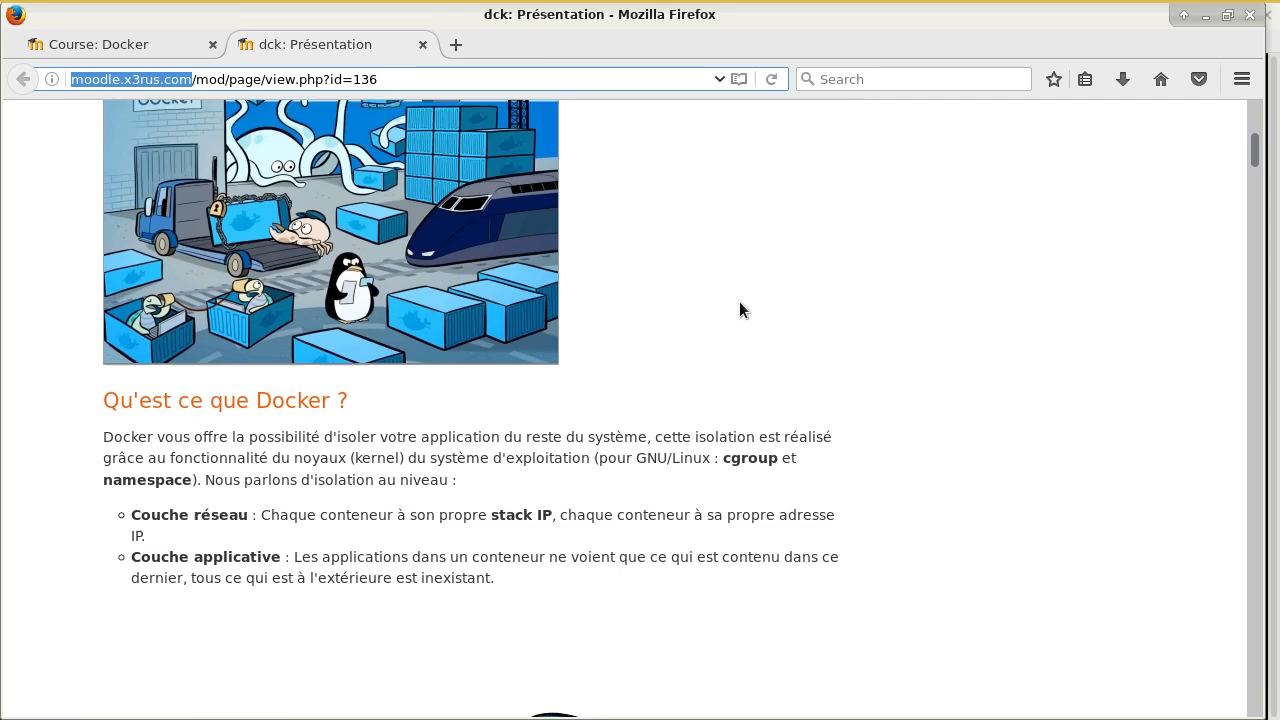 dck: Présentation - Mozilla Firefox
Course: Docker
dck: Présentation
moodle.x3rus.com/mod/page/view.php?id=136
Search
Docker
Qu'est ce que Docker ?
Docker vous offre la possibilité d'isoler votre application du reste du système, cette isolation est réalisé
grâce au fonctionnalité du noyaux (kernel) du système d'exploitation (pour GNU/Linux : cgroup et
namespace). Nous parlons d'isolation au niveau :
Couche réseau : Chaque conteneur à son propre stack IP, chaque conteneur à sa propre adresse
IP.
Couche applicative : Les applications dans un conteneur ne voient que ce qui est contenu dans ce
dernier, tous ce qui est à l'extérieure est inexistant.